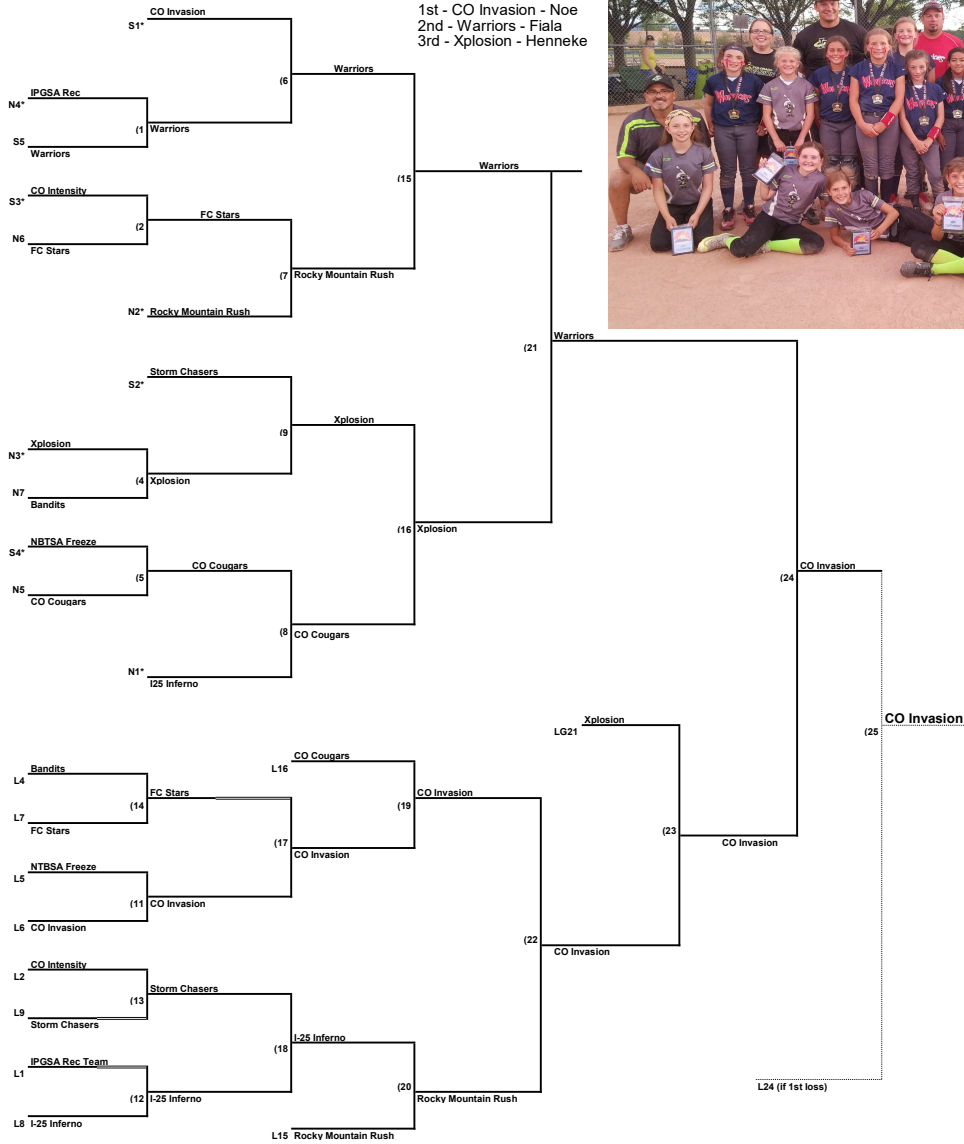 1st - CO Invasion - Noe
2nd - Warriors - Fiala
3rd - Xplosion - Henneke
CO Invasion
S1*
(6
Warriors
IPGSA Rec
N4*
(1
Warriors
S5
Warriors
(15
Warriors
CO Intensity
S3*
FC Stars
(2
N6
FC Stars
(7
Rocky Mountain Rush
N2*
Rocky Mountain Rush
(21
Warriors
Storm Chasers
S2*
(9
Xplosion
Xplosion
N3*
(4
Xplosion
N7
Bandits
(16
Xplosion
NBTSA Freeze
S4*
CO Cougars
(5
N5
CO Cougars
(8
CO Cougars
N1*
I25 Inferno
(24
CO Invasion
Xplosion
LG21
(25
CO Invasion
CO Cougars
L16
Bandits
L4
FC Stars
(14
L7
FC Stars
CO Invasion
(19
(17
CO Invasion
(23
CO Invasion
NTBSA Freeze
L5
(11
CO Invasion
L6
CO Invasion
(22
CO Invasion
CO Intensity
L2
Storm Chasers
(13
L9
Storm Chasers
I-25 Inferno
(18
IPGSA Rec Team
L1
(12
I-25 Inferno
L8
I-25 Inferno
(20
Rocky Mountain Rush
L15
Rocky Mountain Rush
L24 (if 1st loss)
Warriors
Warriors
Warriors
Warriors